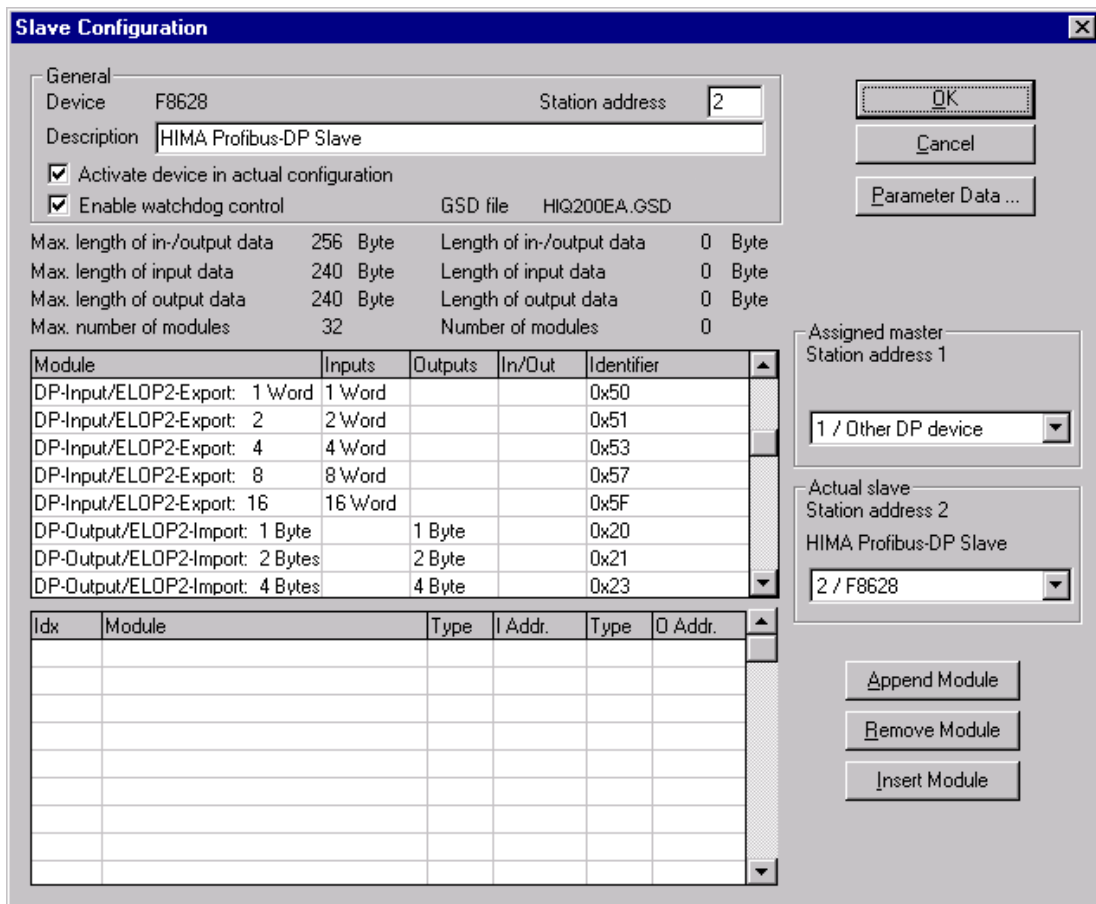 Slave Configuration
General
Device F8628 Station address 2
Description HIMA Profibus-DP Slave
Activate device in actual configuration
Enable watchdog control GSD file HIQ200EA.GSD
OK
Cancel
Parameter Data ...
Max. length of in-/output data 256 Byte Length of in-/output data 0 Byte
Max. length of input data 240 Byte Length of input data 0 Byte
Max. length of output data 240 Byte Length of output data 0 Byte
Max. number of modules 32 Number of modules 0
Module Inputs Outputs In/Out Identifier
DP-Input/ELOP2-Export: 1 Word 1 Word 0x50
DP-Input/ELOP2-Export: 2 2 Word 0x51
DP-Input/ELOP2-Export: 4 4 Word 0x53
DP-Input/ELOP2-Export: 8 8 Word 0x57
DP-Input/ELOP2-Export: 16 16 Word 0x5F
DP-Output/ELOP2-Import: 1 Byte 1 Byte 0x20
DP-Output/ELOP2-Import: 2 Bytes 2 Byte 0x21
DP-Output/ELOP2-Import: 4 Bytes 4 Byte 0x23
Assigned master
Station address 1
1 / Other DP device
Actual slave
Station address 2
HIMA Profibus-DP Slave
2 / F8628
Idx Module Type I Addr. Type O Addr.
Append Module
Remove Module
Insert Module